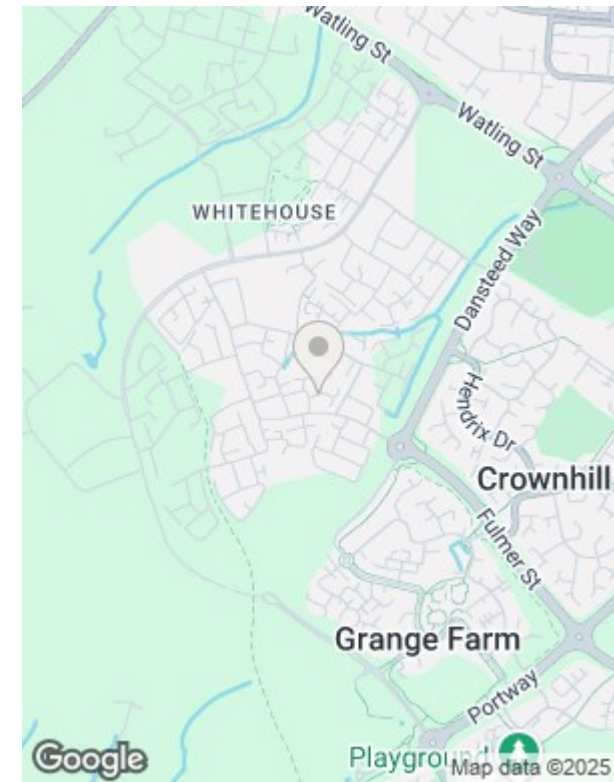 Watling St
Watling St
WHITEHOUSE
Dansteed Way
Hendrix Dr
Crownhill
Fulmer St
Grange Farm
Portway
Playground
Google
Map data ©2025